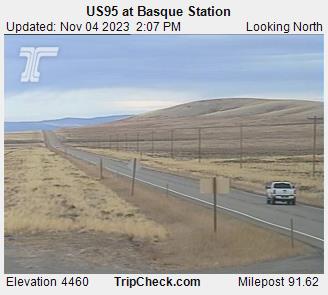 US95 at Basque Station
Updated: Nov 04 2023 2:07 PM Looking North
Elevation 4460 TripCheck.com Milepost 91.62